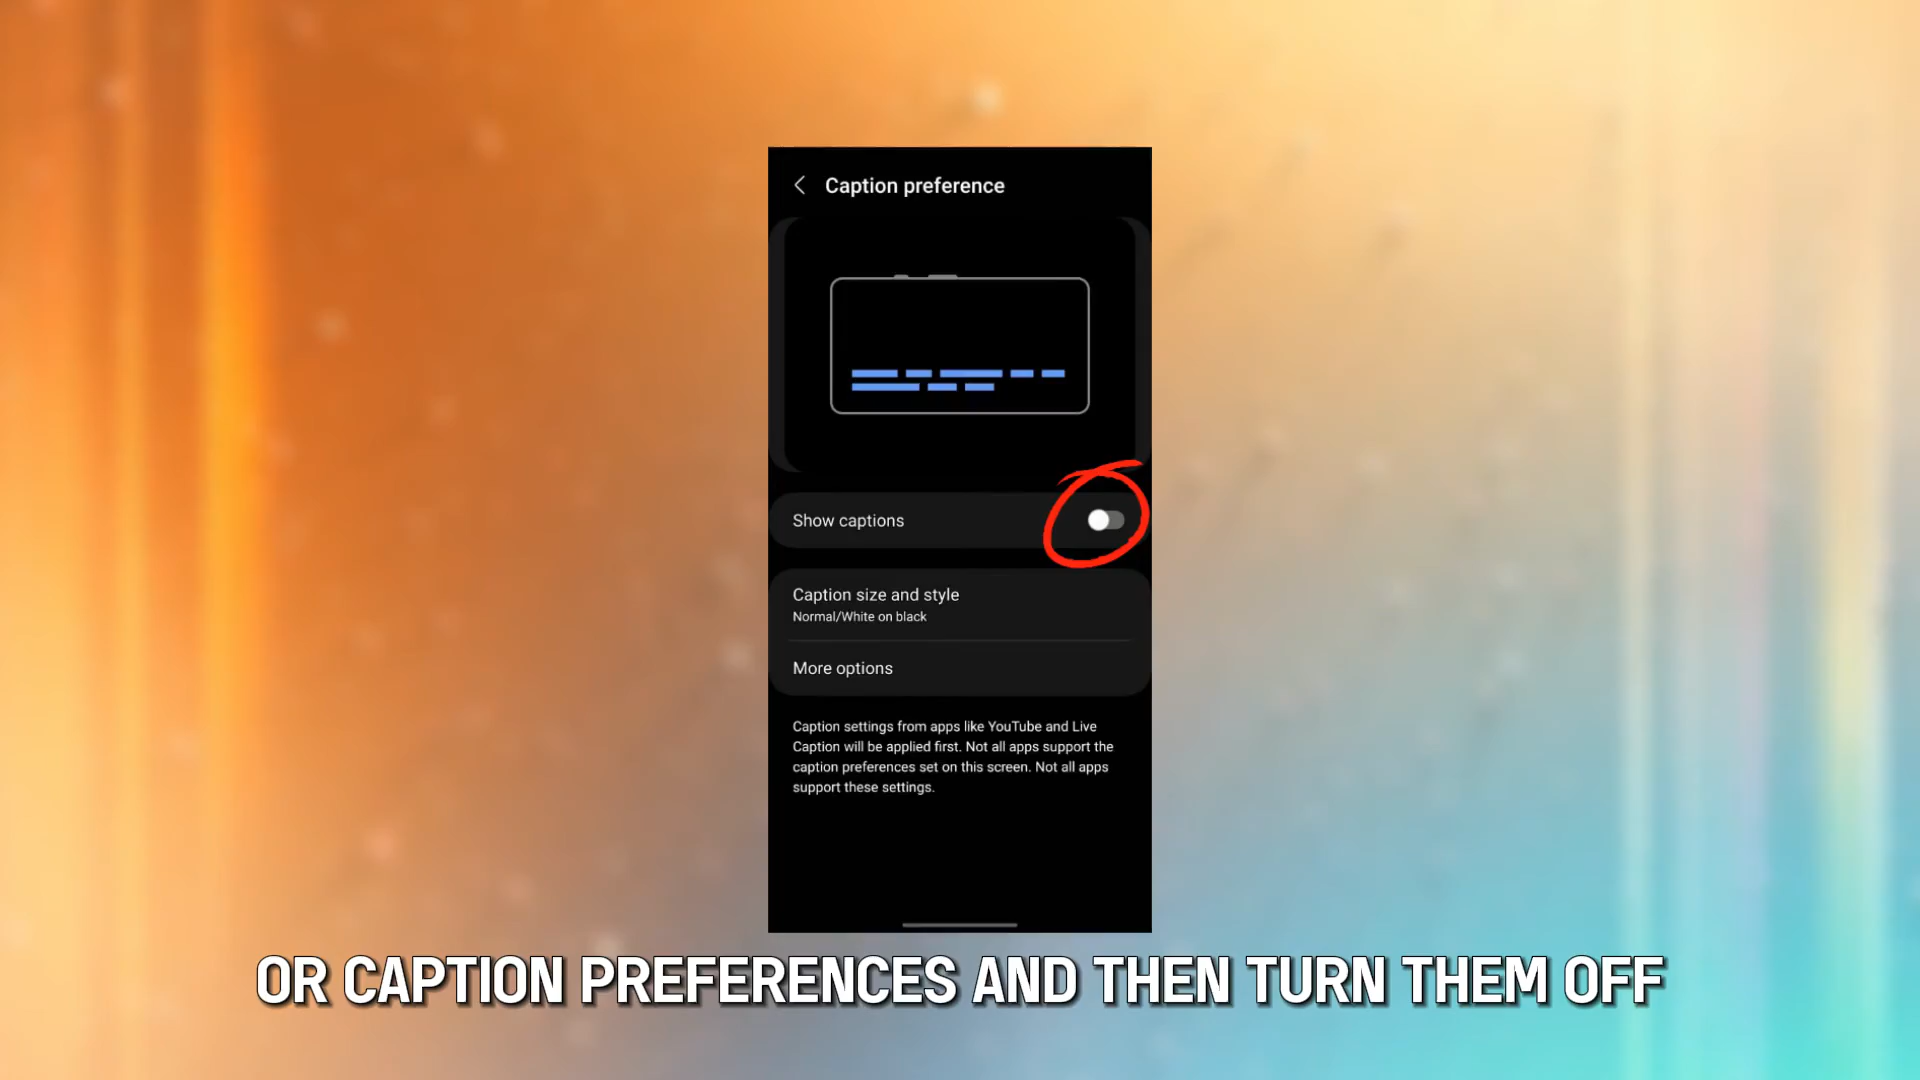 Caption preference
Show captions
Caption size and style
Normal/White on black
More options
Caption settings from apps like YouTube and Live
Caption will be applied first. Not all apps support the
caption preferences set on this screen. Not all apps
support these settings.
OR CAPTION PREFERENCES AND THEN TURN THEM OFF